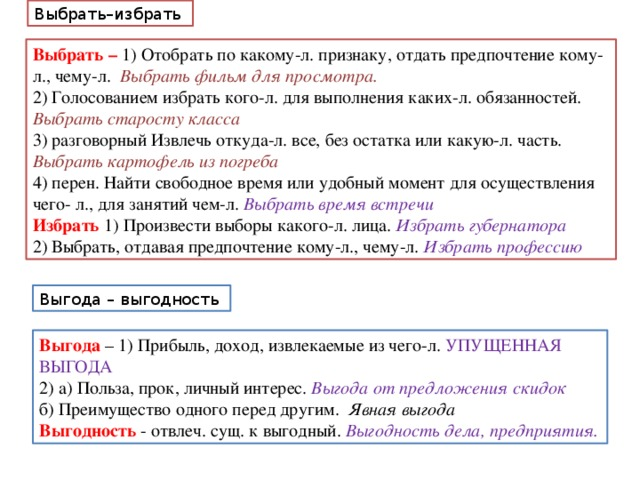 Выбрать–избрать
Выбрать – 1) Отобрать по какому-л. признаку, отдать предпочтение кому-
л., чему-л.  Выбрать фильм для просмотра.
2) Голосованием избрать кого-л. для выполнения каких-л. обязанностей.
Выбрать старосту класса
3) разговорный Извлечь откуда-л. все, без остатка или какую-л. часть.
Выбрать картофель из погреба
4) перен. Найти свободное время или удобный момент для осуществления
чего- л., для занятий чем-л. Выбрать время встречи
Избрать 1) Произвести выборы какого-л. лица. Избрать губернатора
2) Выбрать, отдавая предпочтение кому-л., чему-л. Избрать профессию
Выгода – выгодность
Выгода – 1) Прибыль, доход, извлекаемые из чего-л. УПУЩЕННАЯ
ВЫГОДА
2) а) Польза, прок, личный интерес. Выгода от предложения скидок
б) Преимущество одного перед другим.  Явная выгода
Выгодность - отвлеч. сущ. к выгодный. Выгодность дела, предприятия.